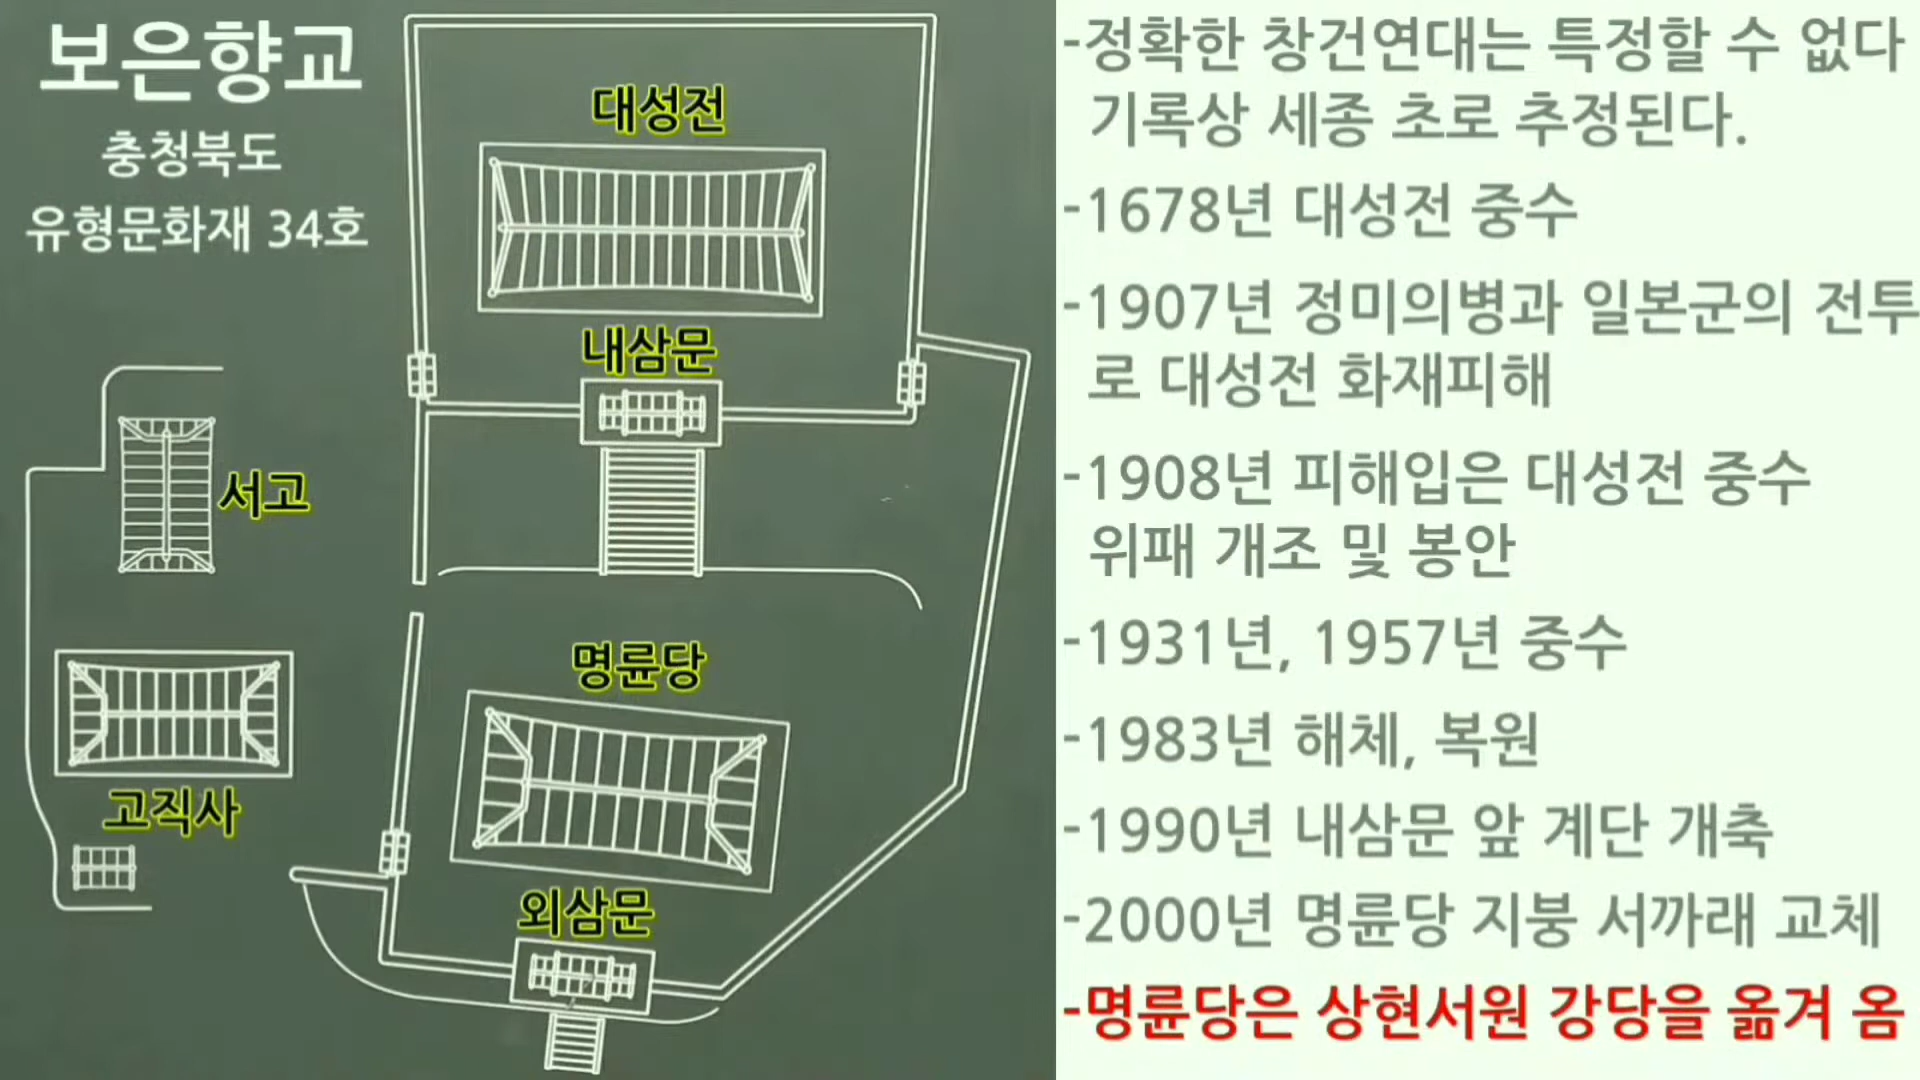 보은향교
충청북도
유형문화재 34호
대성전
내삼문
서고
명륜당
고직사
외삼문
-정확한 창건연대는 특정할 수 없다
기록상 세종 초로 추정된다.
-1678년 대성전 중수
-1907년 정미의병과 일본군의 전투
로 대성전 화재피해
-1908년 피해입은 대성전 중수
위패 개조 및 봉안
-1931년, 1957년 중수
-1983년 해체, 복원
-1990년 내삼문 앞 계단 개축
-2000년 명륜당 지붕 서까래 교체
-명륜당은 상현서원 강당을 옮겨 옴